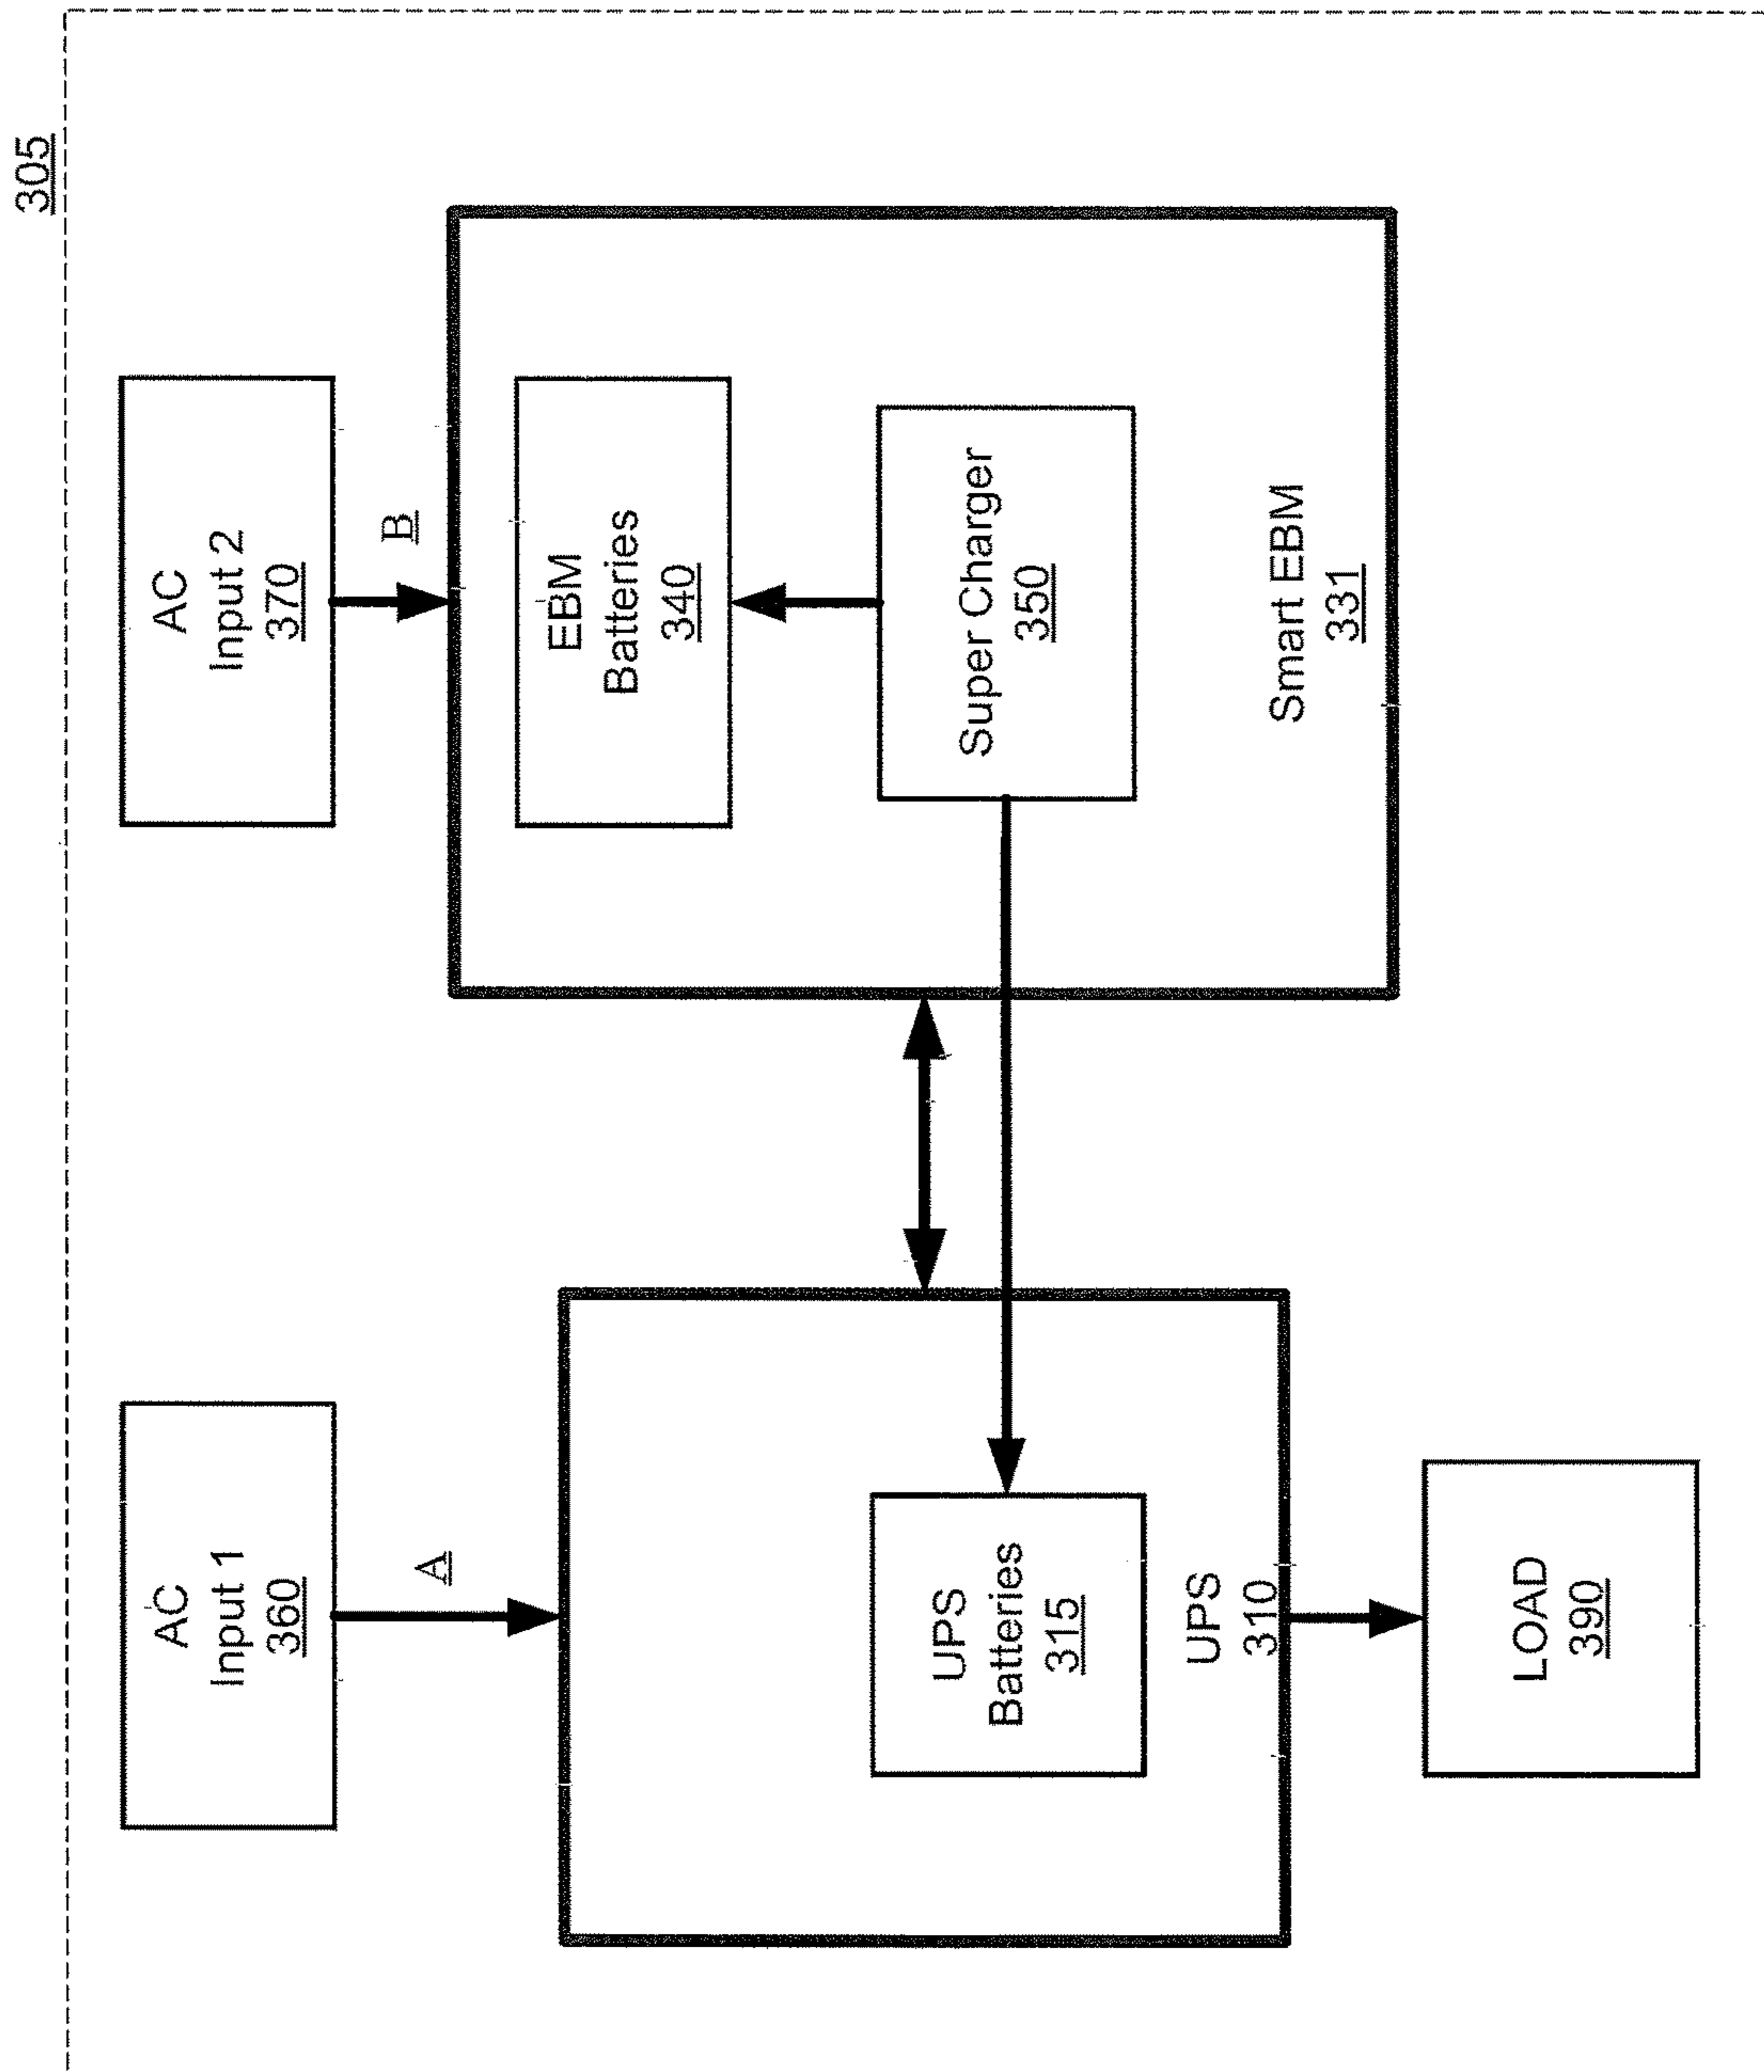 305
AC
Input 1
360
A
UPS
Batteries
315
UPS
310
LOAD
390
AC
Input 2
370
B
EBM
Batteries
340
Super Charger
350
Smart EBM
331